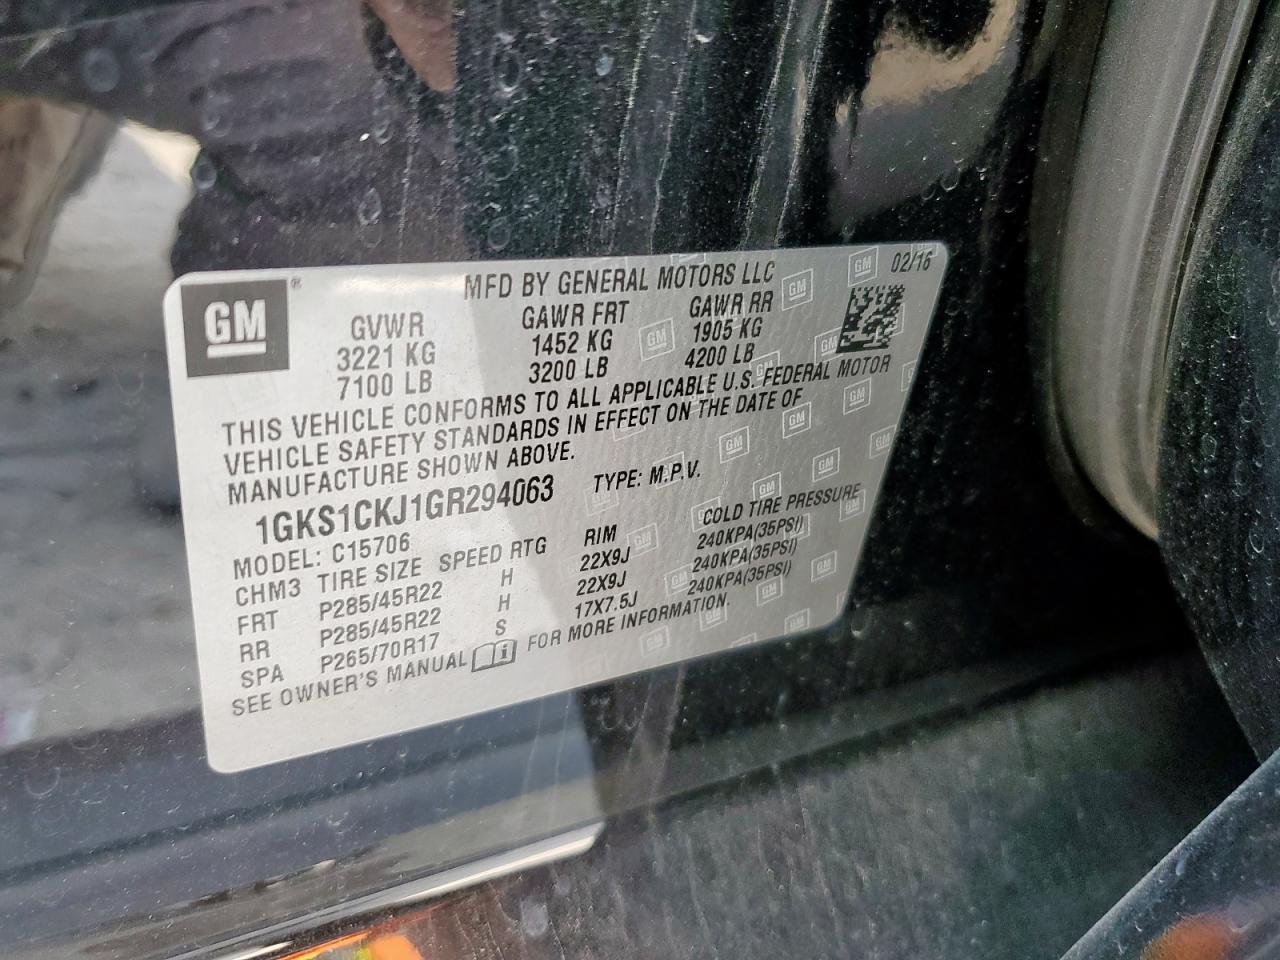 GM®
MFD BY GENERAL MOTORS LLC 02/16
GVWR GAWR FRT GAWR RR
3221 KG 1452 KG 1905 KG
7100 LB 3200 LB 4200 LB
THIS VEHICLE CONFORMS TO ALL APPLICABLE U.S. FEDERAL MOTOR
VEHICLE SAFETY STANDARDS IN EFFECT ON THE DATE OF
MANUFACTURE SHOWN ABOVE.
1GKS1CKJ1GR294063 TYPE: M.P.V.
MODEL: C15706
CHM3 TIRE SIZE SPEED RTG RIM COLD TIRE PRESSURE
FRT P285/45R22 H 22X9J 240KPA(35PSI)
RR P285/45R22 H 22X9J 240KPA(35PSI)
SPA P265/70R17 S 17X7.5J 240KPA(35PSI)
SEE OWNER'S MANUAL i FOR MORE INFORMATION.